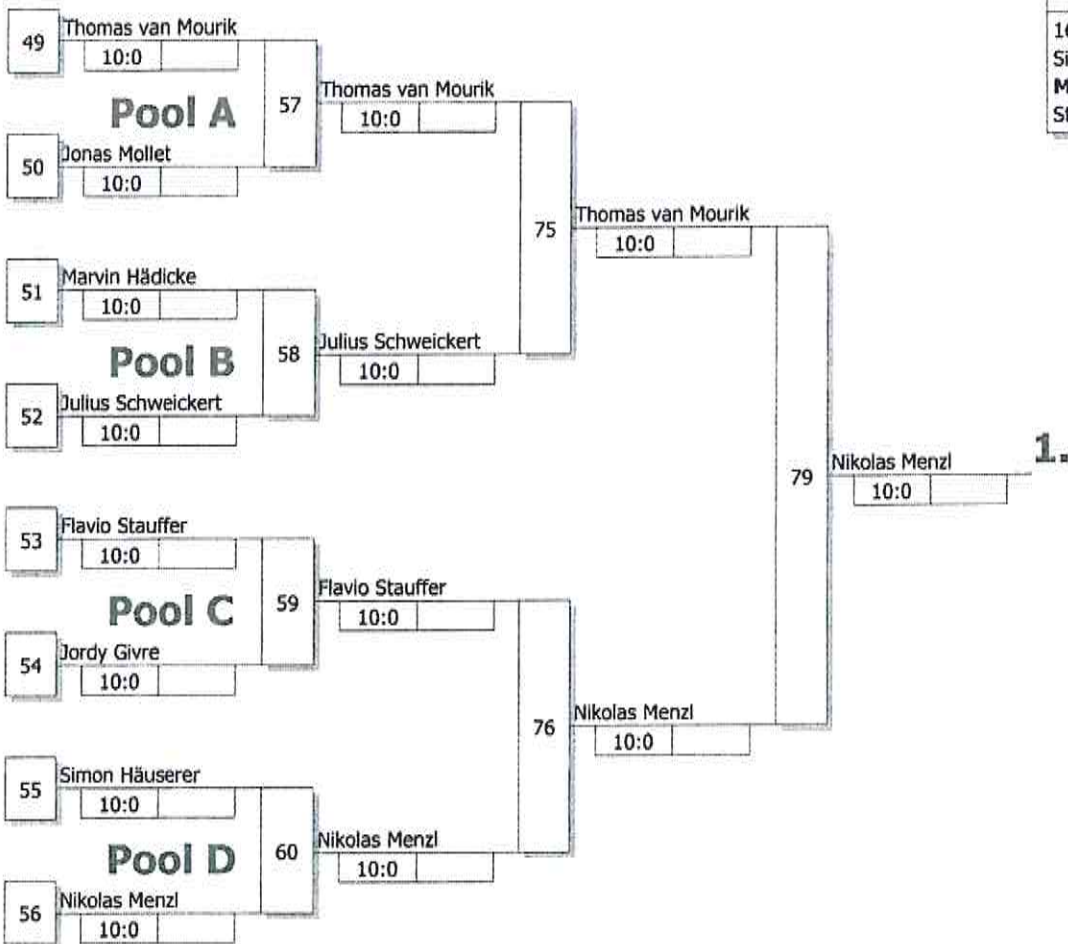 49
Thomas van Mourik
10:0
Pool A
57
50
Jonas Mollet
10:0
Thomas van Mourik
10:0
75
51
Marvin Hädicke
10:0
Pool B
58
52
Julius Schweickert
10:0
Julius Schweickert
10:0
Thomas van Mourik
10:0
79
53
Flavio Stauffer
10:0
Pool C
59
54
Jordy Givre
10:0
Flavio Stauffer
10:0
76
55
Simon Häuserer
10:0
Pool D
60
56
Nikolas Menzl
10:0
Nikolas Menzl
10:0
Nikolas Menzl
10:0
Nikolas Menzl
10:0
1.